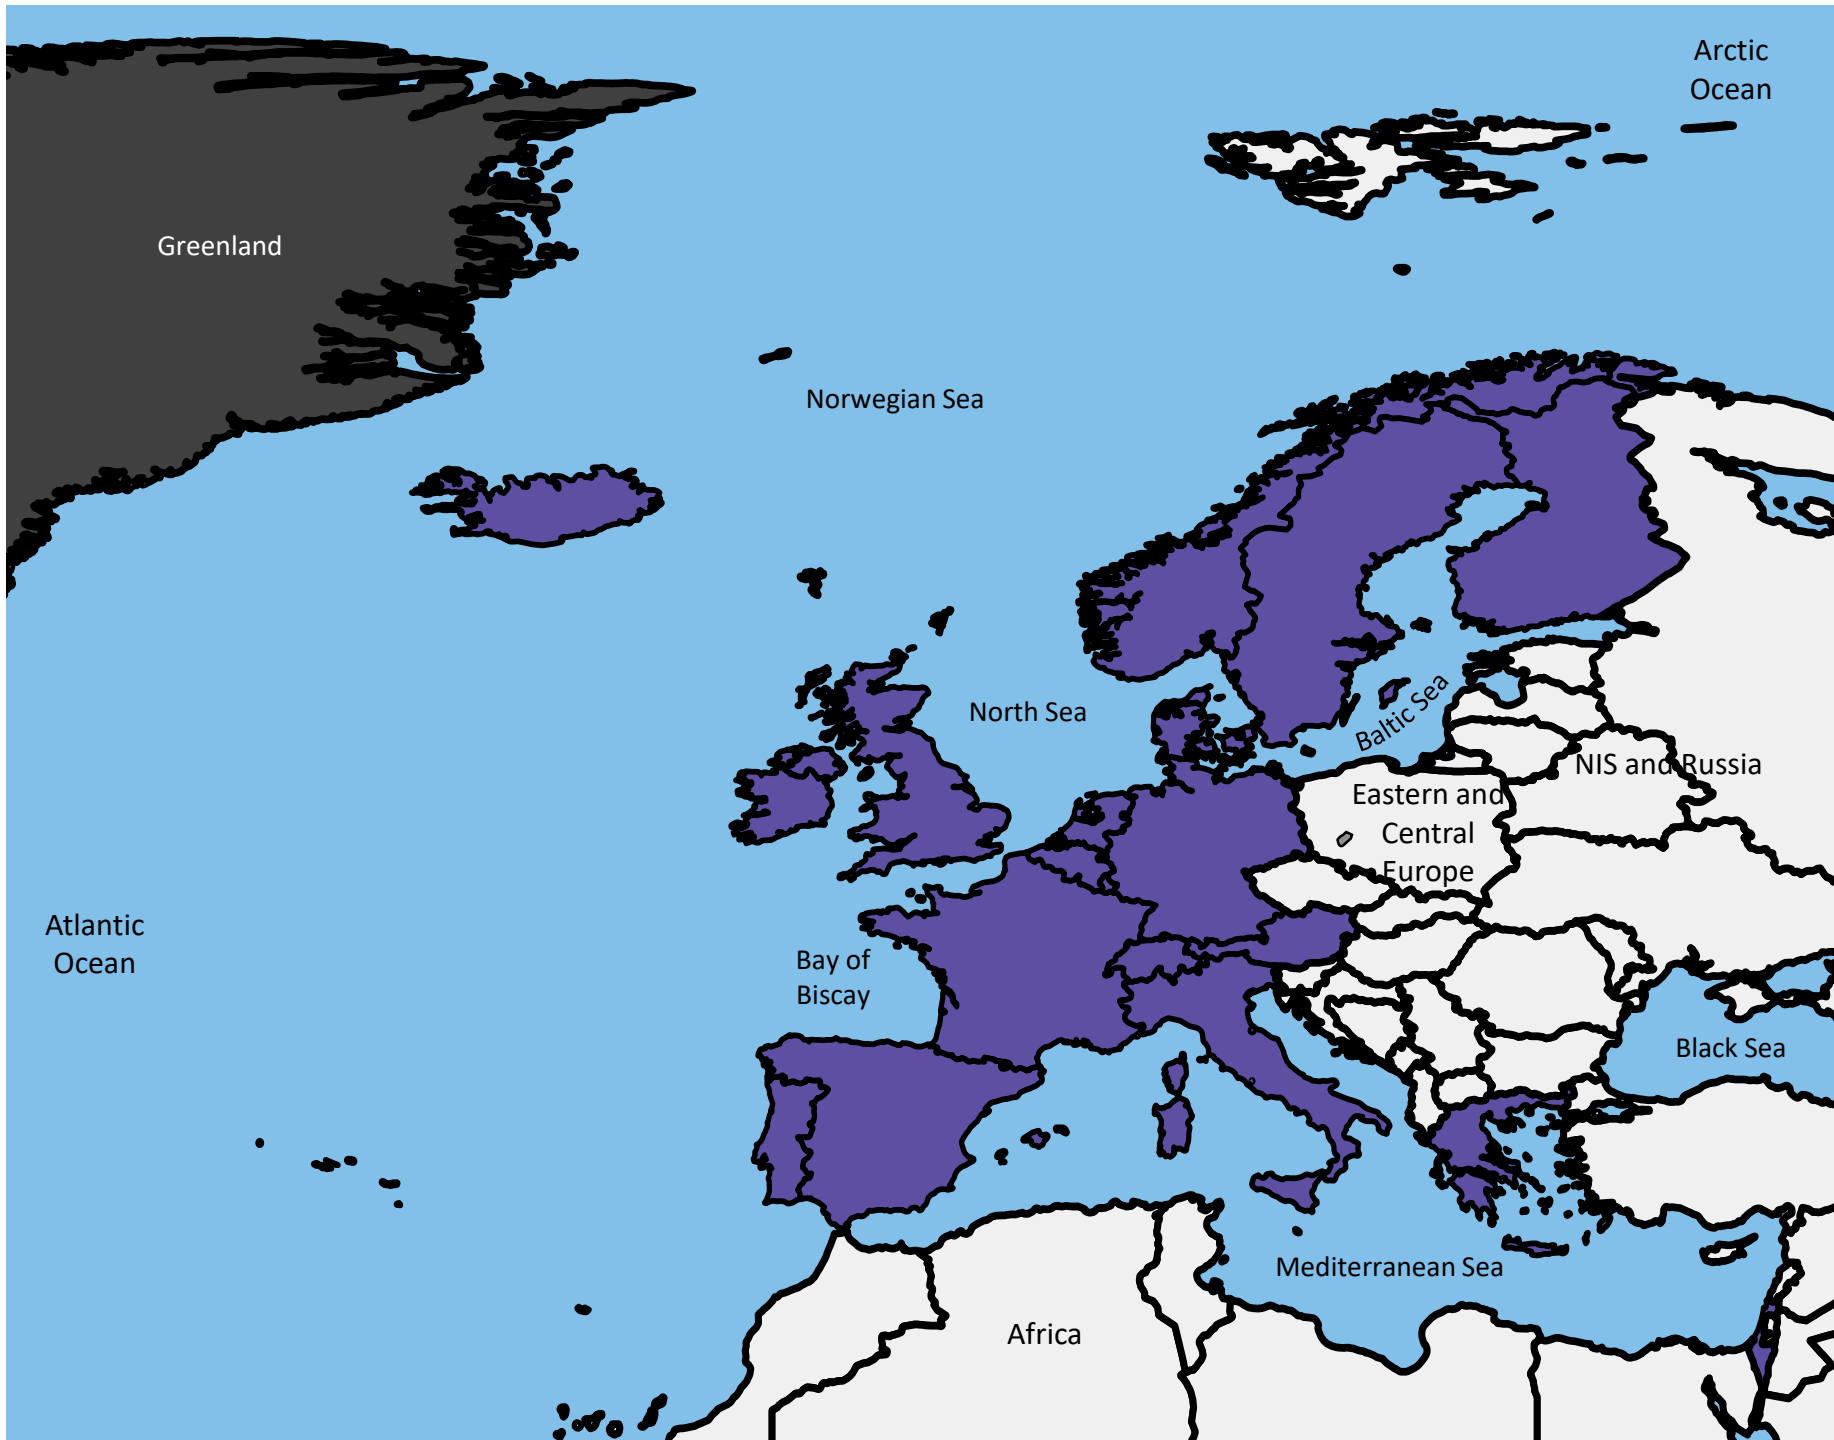 Arctic
Ocean
Greenland
Norwegian Sea
North Sea
Baltic Sea
NIS and Russia
Eastern and
Central
Europe
Atlantic
Ocean
Bay of
Biscay
Black Sea
Mediterranean Sea
Africa